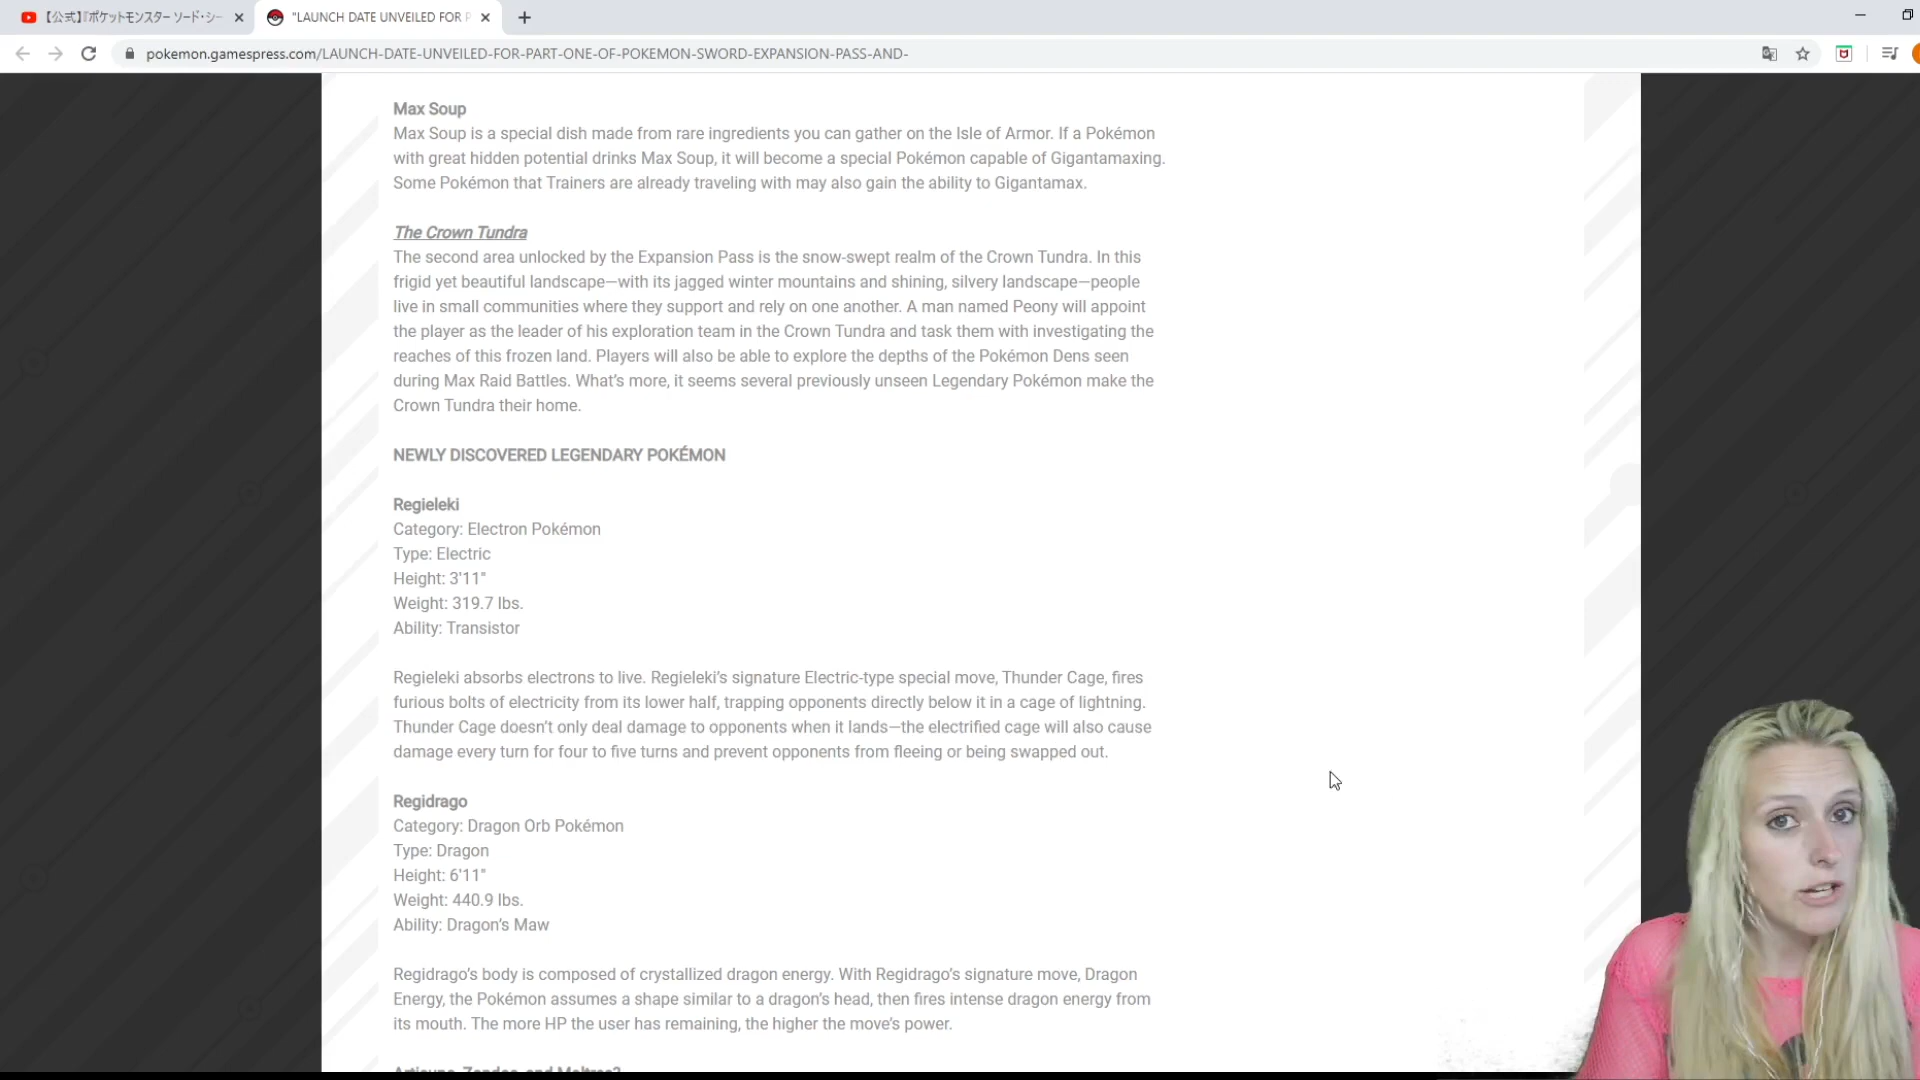 【公式】『ポケットモンスター ソード・シー
"LAUNCH DATE UNVEILED FOR P
pokemon.gamespress.com/LAUNCH-DATE-UNVEILED-FOR-PART-ONE-OF-POKEMON-SWORD-EXPANSION-PASS-AND-
Max Soup
Max Soup is a special dish made from rare ingredients you can gather on the Isle of Armor. If a Pokémon
with great hidden potential drinks Max Soup, it will become a special Pokémon capable of Gigantamaxing.
Some Pokémon that Trainers are already traveling with may also gain the ability to Gigantamax.
The Crown Tundra
The second area unlocked by the Expansion Pass is the snow-swept realm of the Crown Tundra. In this
frigid yet beautiful landscape—with its jagged winter mountains and shining, silvery landscape—people
live in small communities where they support and rely on one another. A man named Peony will appoint
the player as the leader of his exploration team in the Crown Tundra and task them with investigating the
reaches of this frozen land. Players will also be able to explore the depths of the Pokémon Dens seen
during Max Raid Battles. What’s more, it seems several previously unseen Legendary Pokémon make the
Crown Tundra their home.
NEWLY DISCOVERED LEGENDARY POKÉMON
Regieleki
Category: Electron Pokémon
Type: Electric
Height: 3'11"
Weight: 319.7 lbs.
Ability: Transistor
Regieleki absorbs electrons to live. Regieleki’s signature Electric-type special move, Thunder Cage, fires
furious bolts of electricity from its lower half, trapping opponents directly below it in a cage of lightning.
Thunder Cage doesn’t only deal damage to opponents when it lands—the electrified cage will also cause
damage every turn for four to five turns and prevent opponents from fleeing or being swapped out.
Regidrago
Category: Dragon Orb Pokémon
Type: Dragon
Height: 6'11"
Weight: 440.9 lbs.
Ability: Dragon’s Maw
Regidrago’s body is composed of crystallized dragon energy. With Regidrago’s signature move, Dragon
Energy, the Pokémon assumes a shape similar to a dragon’s head, then fires intense dragon energy from
its mouth. The more HP the user has remaining, the higher the move’s power.
Articuno, Zapdos, and Moltres?